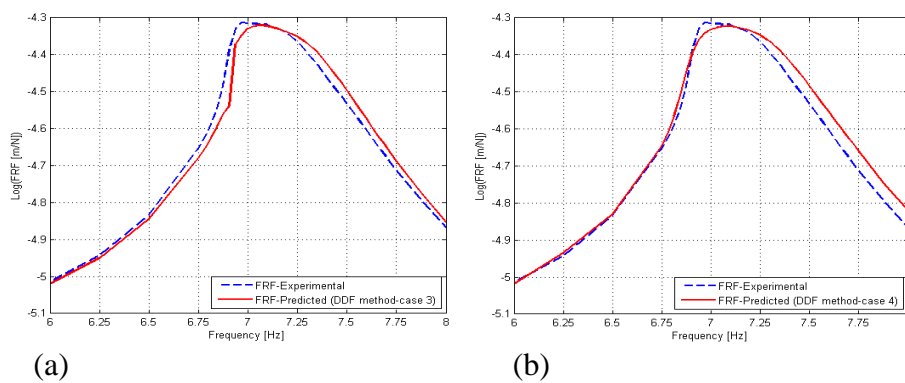 -4.3
-4.4
-4.5
-4.6
-4.7
-4.8
-4.9
-5
-5.1
Log(FRF [m/N])
6 6.25 6.5 6.75 7 7.25 7.5 7.75 8
Frequency [Hz]
FRF-Experimental
FRF-Predicted (DDF method-case 3)
(a)
-4.3
-4.4
-4.5
-4.6
-4.7
-4.8
-4.9
-5
-5.1
Log(FRF [m/N])
6 6.25 6.5 6.75 7 7.25 7.5 7.75
Frequency [Hz]
FRF-Experimental
FRF-Predicted (DDF method-case 4)
(b)